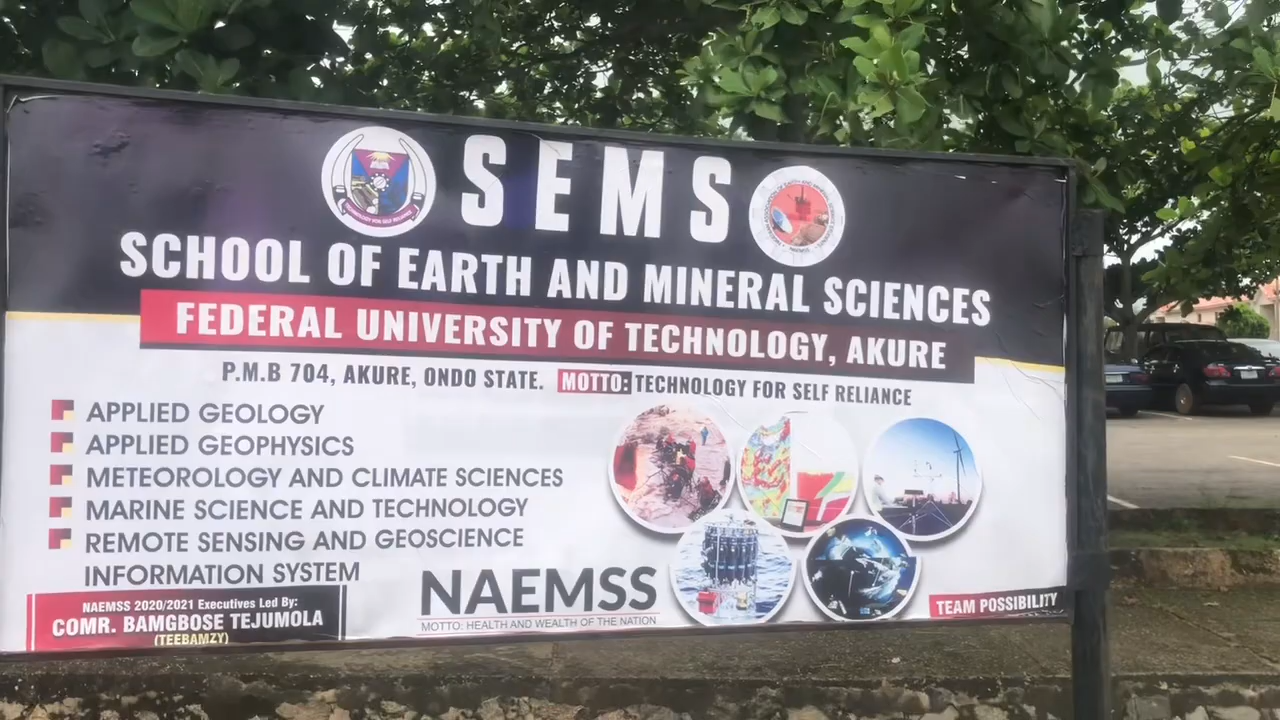 SEMS
SCHOOL OF EARTH AND MINERAL SCIENCES
FEDERAL UNIVERSITY OF TECHNOLOGY, AKURE
P.M.B 704, AKURE, ONDO STATE. MOTTO: TECHNOLOGY FOR SELF RELIANCE
APPLIED GEOLOGY
APPLIED GEOPHYSICS
METEOROLOGY AND CLIMATE SCIENCES
MARINE SCIENCE AND TECHNOLOGY
REMOTE SENSING AND GEOSCIENCE
INFORMATION SYSTEM
NAEMSS 2020/2021 Executives Led By:
COMR. BAMGBOSE TEJUMOLA
(TEEBAMZY)
NAEMSS
MOTTO: HEALTH AND WEALTH OF THE NATION
TEAM POSSIBILITY